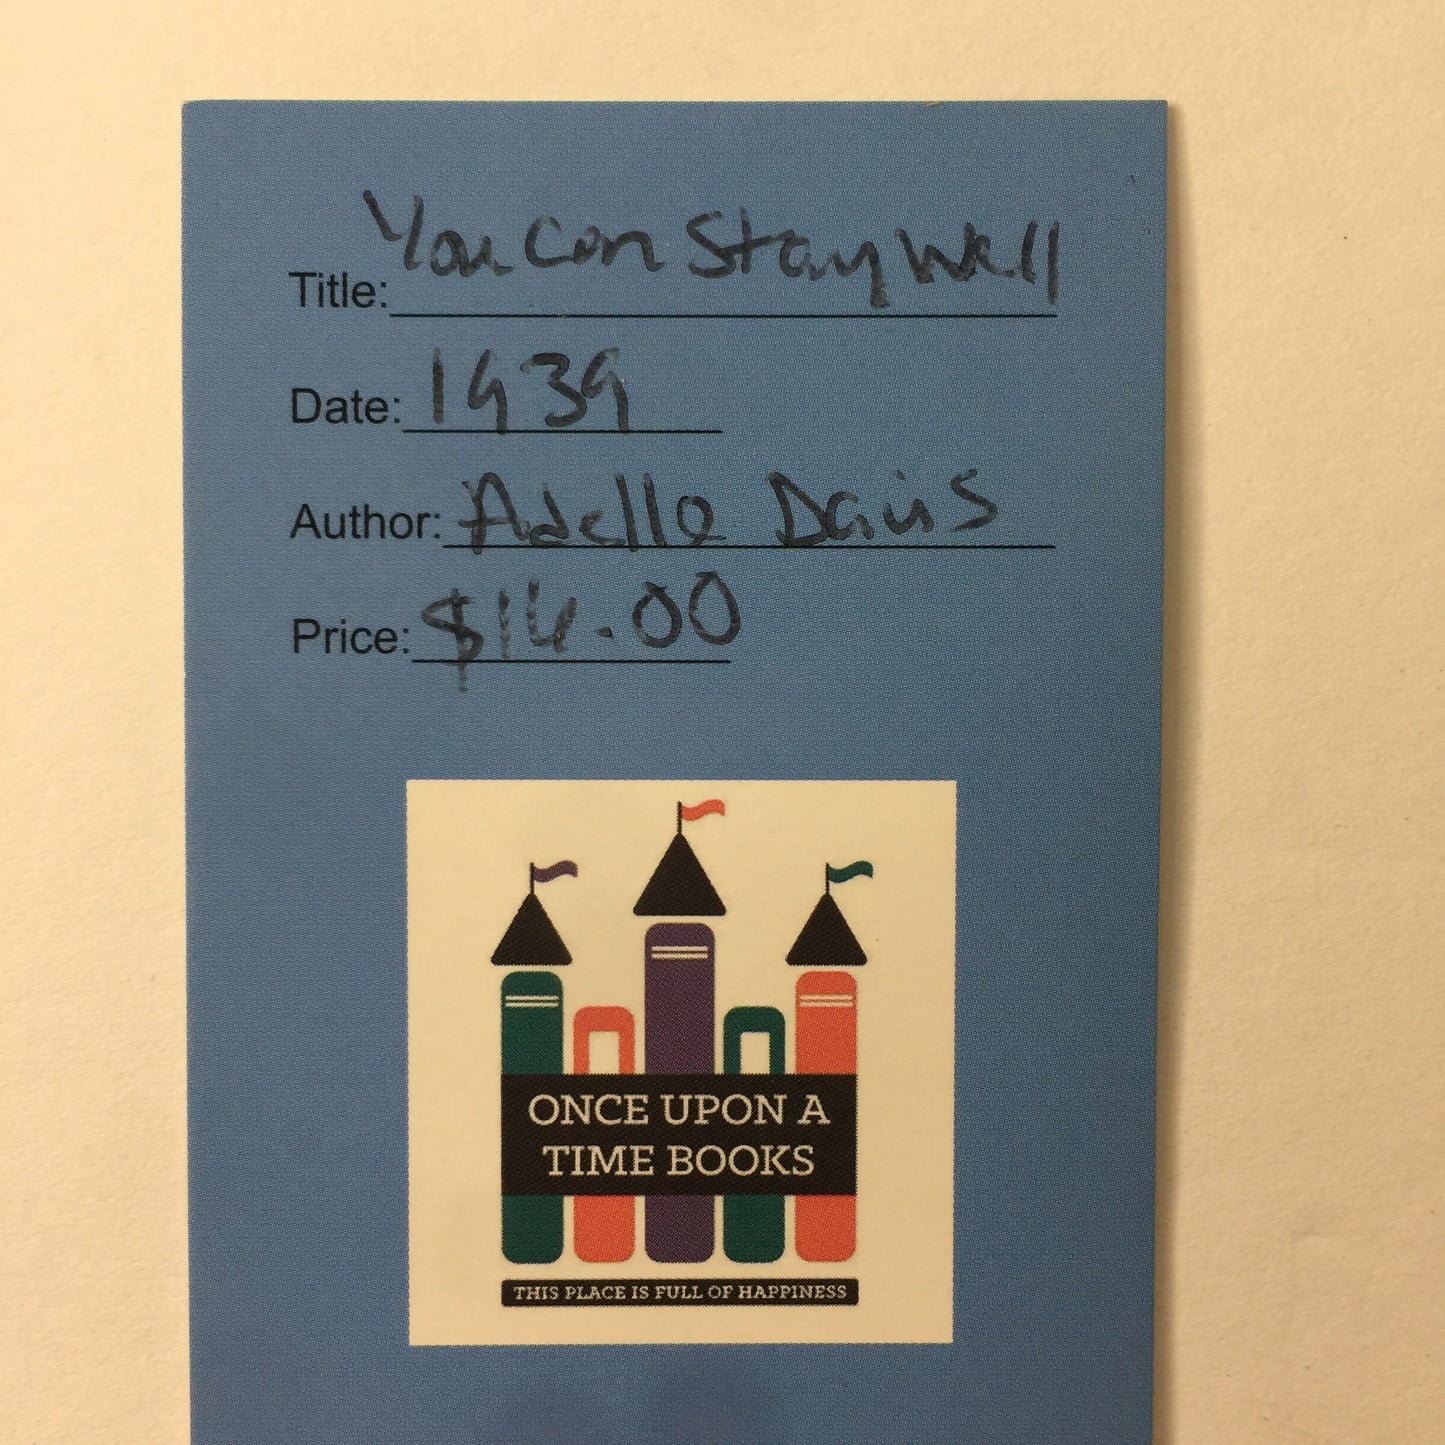 Title: You Can Stay Well
Date: 1939
Author: Adelle Davis
Price: $16.00
ONCE UPON A
TIME BOOKS
THIS PLACE IS FULL OF HAPPINESS